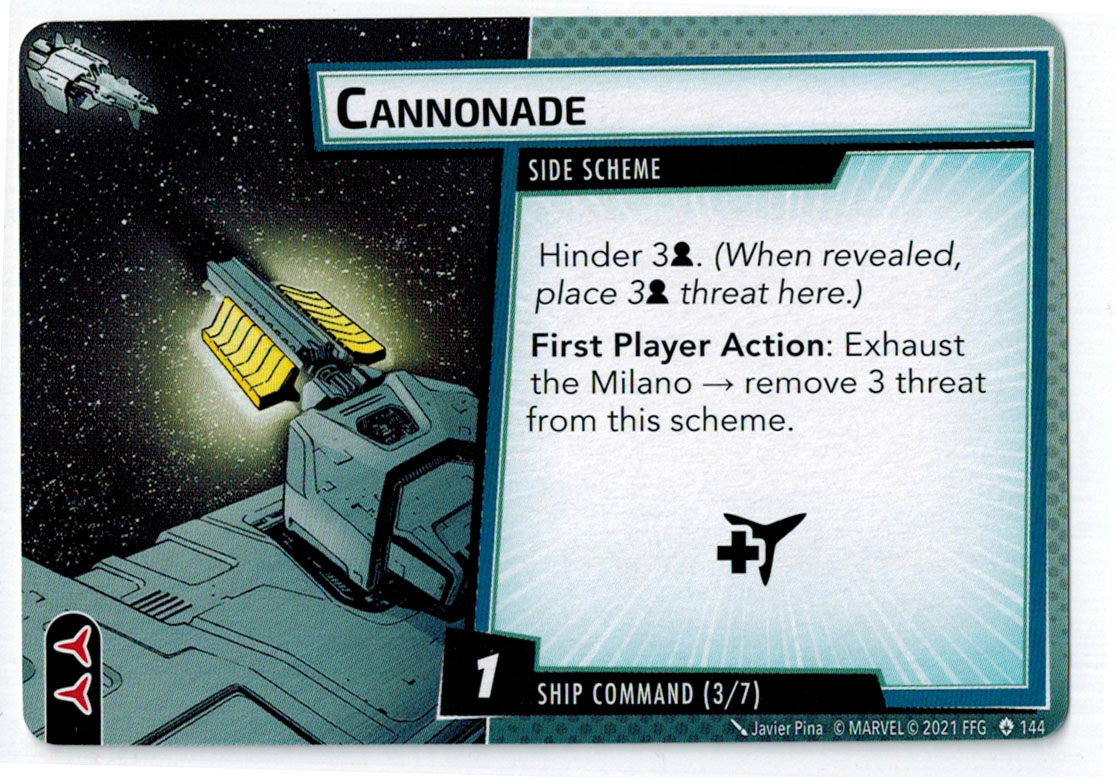 CANNONADE
SIDE SCHEME
Hinder 3. (When revealed,
place 3 threat here.)
First Player Action: Exhaust
the Milano → remove 3 threat
from this scheme.
1
SHIP COMMAND (3/7)
Javier Pina © MARVEL © 2021 FFG 144